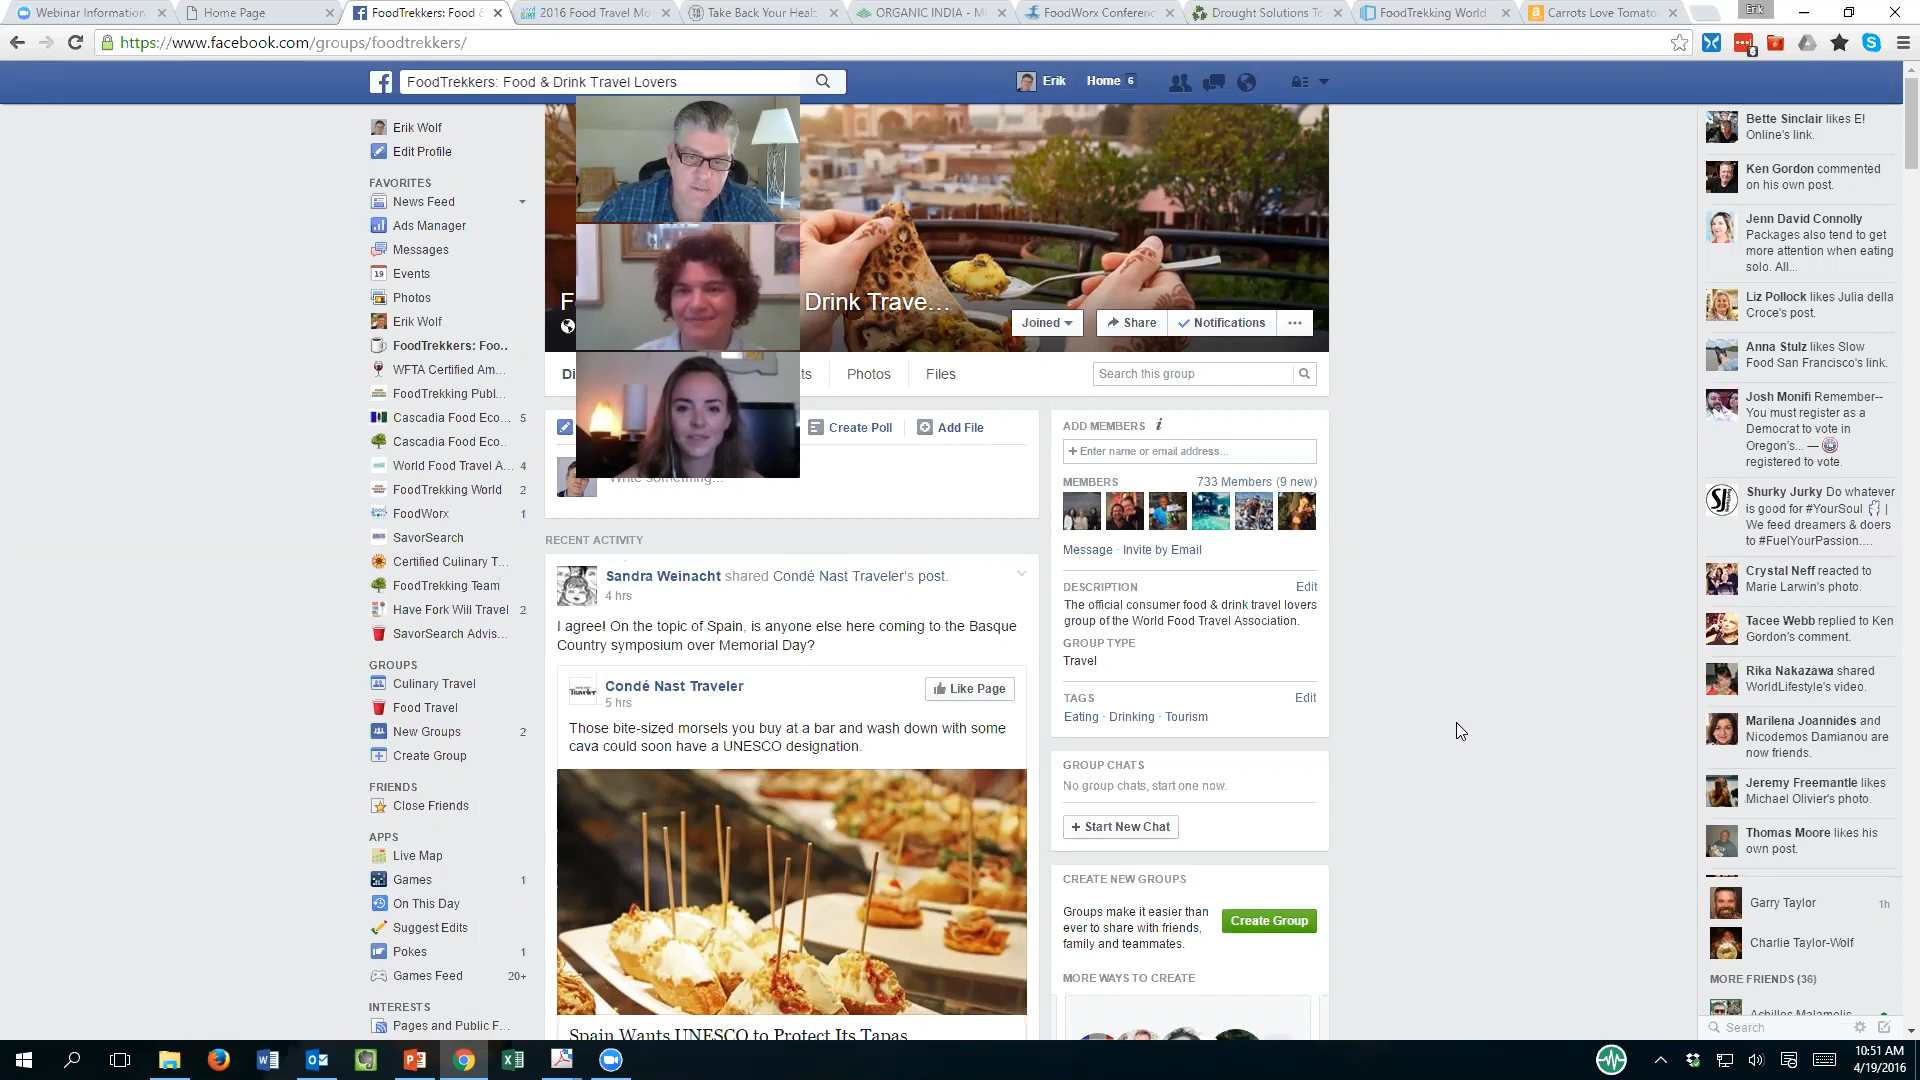 Webinar Information
Home Page
FoodTrekkers: Food &
2016 Food Travel Mo
Take Back Your Heal
ORGANIC INDIA - M
FoodWorx Conferenc
Drought Solutions To
FoodTrekking World
Carrots Love Tomato
Erik
https://www.facebook.com/groups/foodtrekkers/
6
FoodTrekkers: Food & Drink Travel Lovers
Erik
Home 6
Erik Wolf
Edit Profile
FAVORITES
News Feed
Ads Manager
Messages
19 Events
Photos
Erik Wolf
FoodTrekkers: Foo..
WFTA Certified Am...
FoodTrekking Publ...
Cascadia Food Eco... 5
Cascadia Food Eco..
World Food Travel A... 4
FoodTrekking World 2
FoodWorx 1
SavorSearch
Certified Culinary T...
FoodTrekking Team
Have Fork Will Travel 2
SavorSearch Advis...
GROUPS
Culinary Travel
Food Travel
New Groups 2
Create Group
FRIENDS
Close Friends
APPS
Live Map
Games 1
On This Day
Suggest Edits
Pokes 1
Games Feed 20+
INTERESTS
Pages and Public F...
F
Drink Trave...
Joined
Share
Notifications
...
Di
ts
Photos
Files
Search this group
Create Poll
Add File
Write something...
RECENT ACTIVITY
Sandra Weinacht shared Condé Nast Traveler's post.
4 hrs
I agree! On the topic of Spain, is anyone else here coming to the Basque
Country symposium over Memorial Day?
Traveler
Condé Nast Traveler
5 hrs
Like Page
Those bite-sized morsels you buy at a bar and wash down with some
cava could soon have a UNESCO designation.
Spain Wants UNESCO to Protect Its Tapas
ADD MEMBERS i
+ Enter name or email address...
MEMBERS
733 Members (9 new)
Message · Invite by Email
DESCRIPTION
Edit
The official consumer food & drink travel lovers
group of the World Food Travel Association.
GROUP TYPE
Travel
TAGS
Edit
Eating · Drinking · Tourism
GROUP CHATS
No group chats, start one now.
+ Start New Chat
CREATE NEW GROUPS
Groups make it easier than
ever to share with friends,
family and teammates.
Create Group
MORE WAYS TO CREATE
Bette Sinclair likes E!
Online's link.
Ken Gordon commented
on his own post.
Jenn David Connolly
Packages also tend to get
more attention when eating
solo. All...
Liz Pollock likes Julia della
Croce's post.
Anna Stulz likes Slow
Food San Francisco's link.
Josh Monifi Remember--
You must register as a
Democrat to vote in
Oregon's... —
registered to vote.
SJ
Shurky Jurky Do whatever
is good for #YourSoul |
We feed dreamers & doers
to #FuelYourPassion....
Crystal Neff reacted to
Marie Larwin's photo.
Tacee Webb replied to Ken
Gordon's comment.
Rika Nakazawa shared
WorldLifestyle's video.
Marilena Joannides and
Nicodemos Damianou are
now friends.
Jeremy Freemantle likes
Michael Olivier's photo.
Thomas Moore likes his
own post.
Garry Taylor 1h
Charlie Taylor-Wolf
MORE FRIENDS (36)
Achilles Malamelis
Search
10:51 AM
4/19/2016